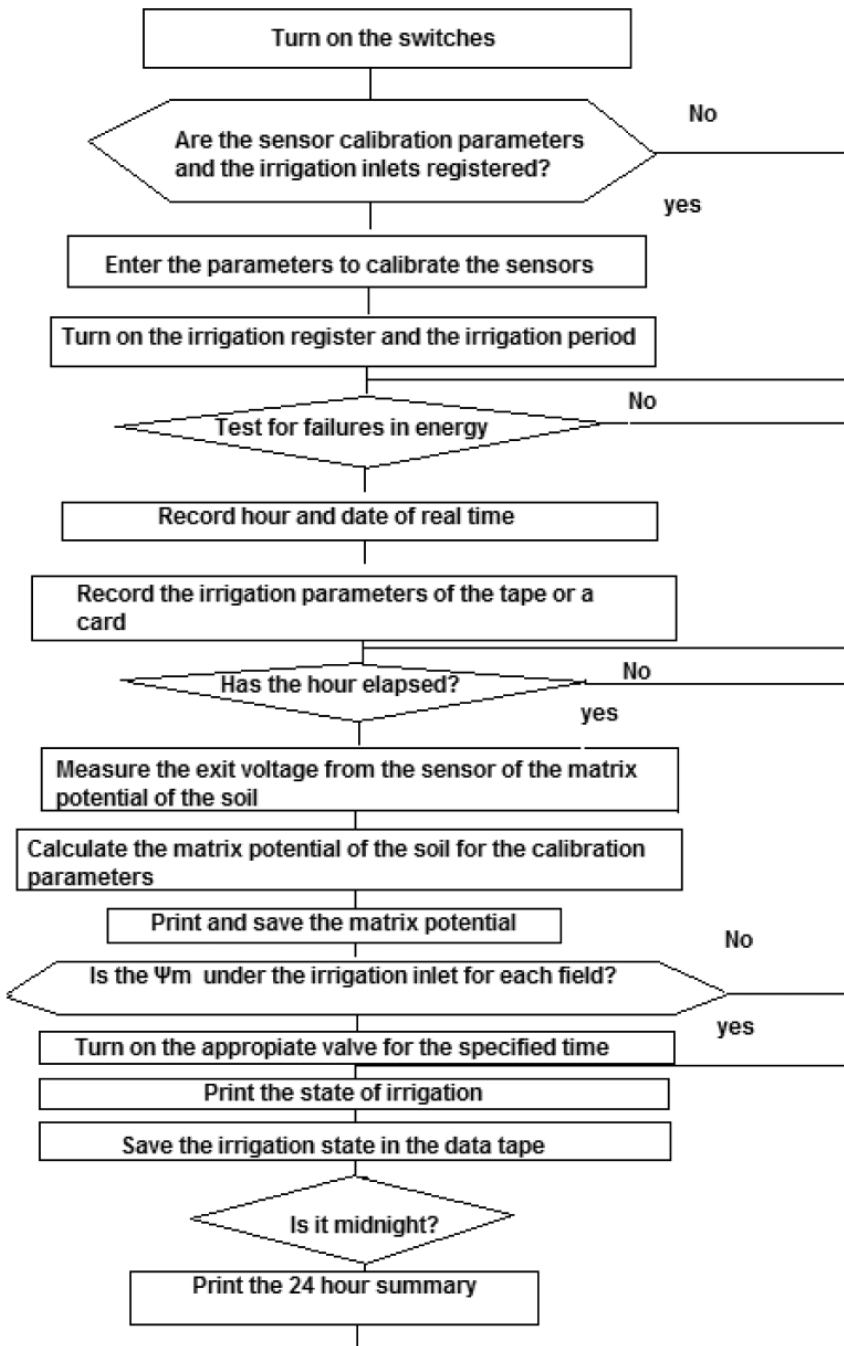 Turn on the switches
No
Are the sensor calibration parameters
and the irrigation inlets registered?
yes
Enter the parameters to calibrate the sensors
Turn on the irrigation register and the irrigation period
No
Test for failures in energy
Record hour and date of real time
Record the irrigation parameters of the tape or a
card
Has the hour elapsed?
No
yes
Measure the exit voltage from the sensor of the matrix
potential of the soil
Calculate the matrix potential of the soil for the calibration
parameters
Print and save the matrix potential
No
Is the Ψm under the irrigation inlet for each field?
yes
Turn on the appropiate valve for the specified time
Print the state of irrigation
Save the irrigation state in the data tape
Is it midnight?
Print the 24 hour summary